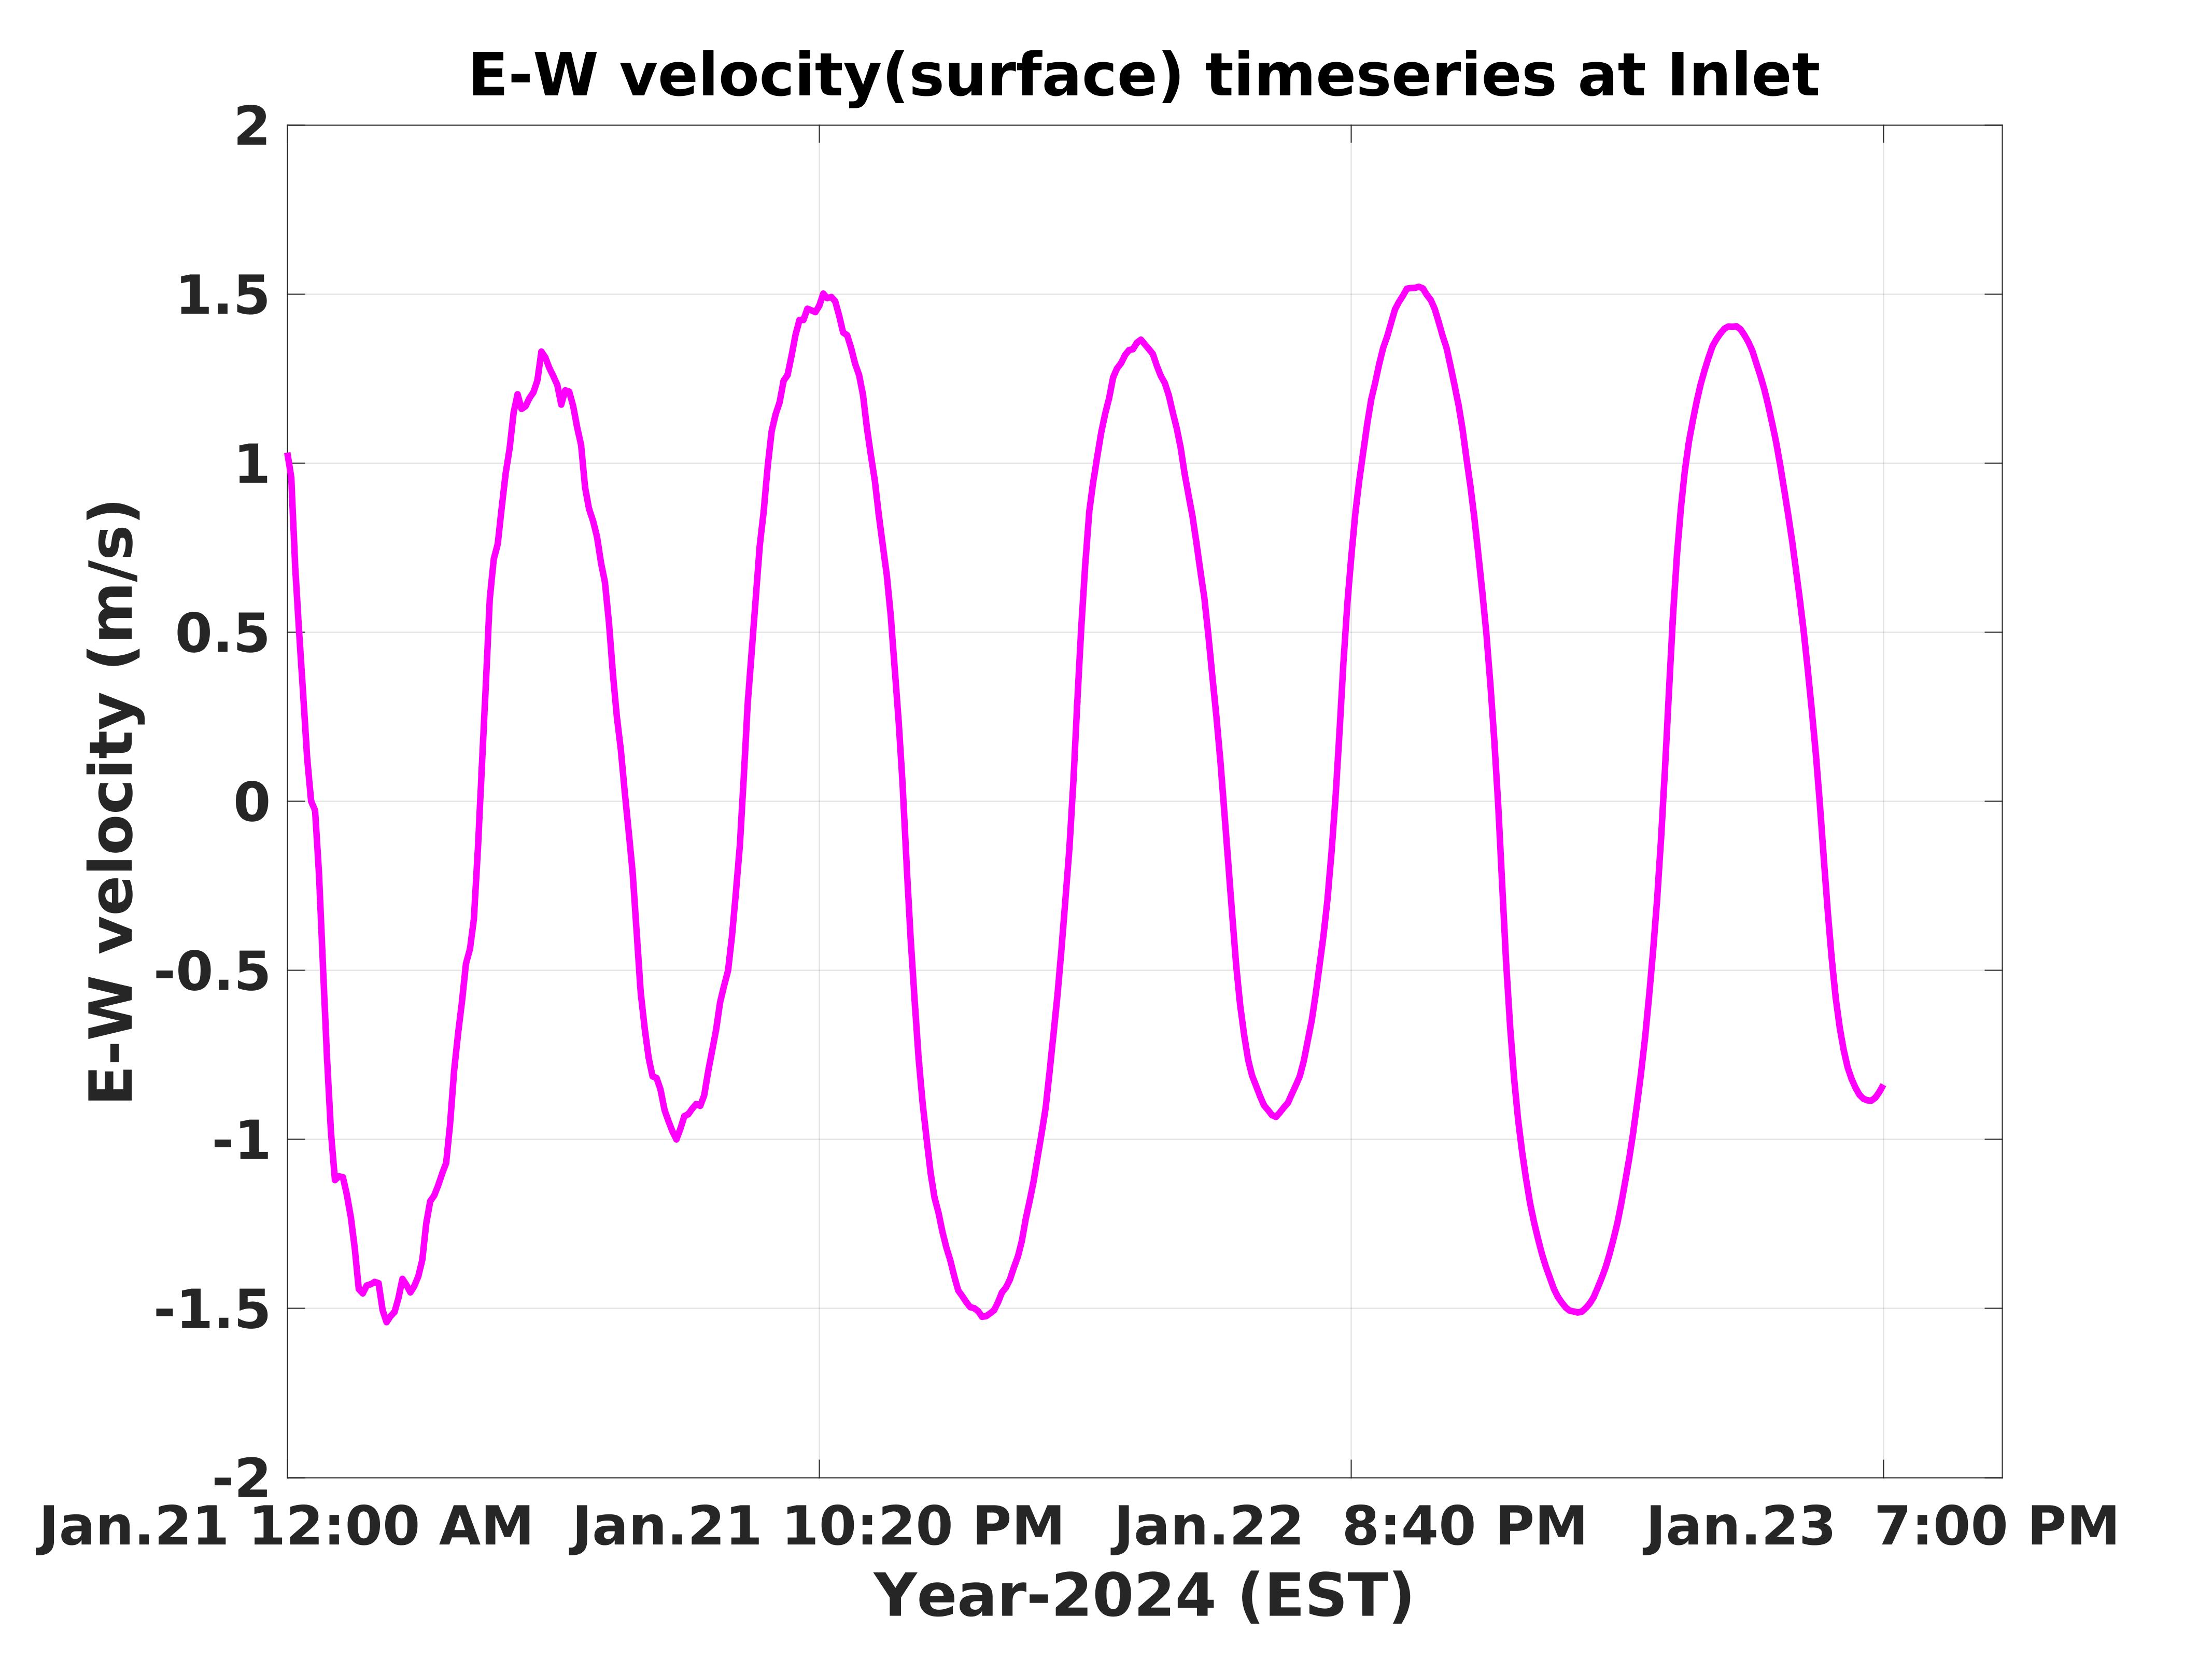 E-W velocity(surface) timeseries at Inlet
E-W velocity (m/s)
2
1.5
1
0.5
0
-0.5
-1
-1.5
-2
Jan.21 12:00 AM Jan.21 10:20 PM Jan.22 8:40 PM Jan.23 7:00 PM
Year-2024 (EST)